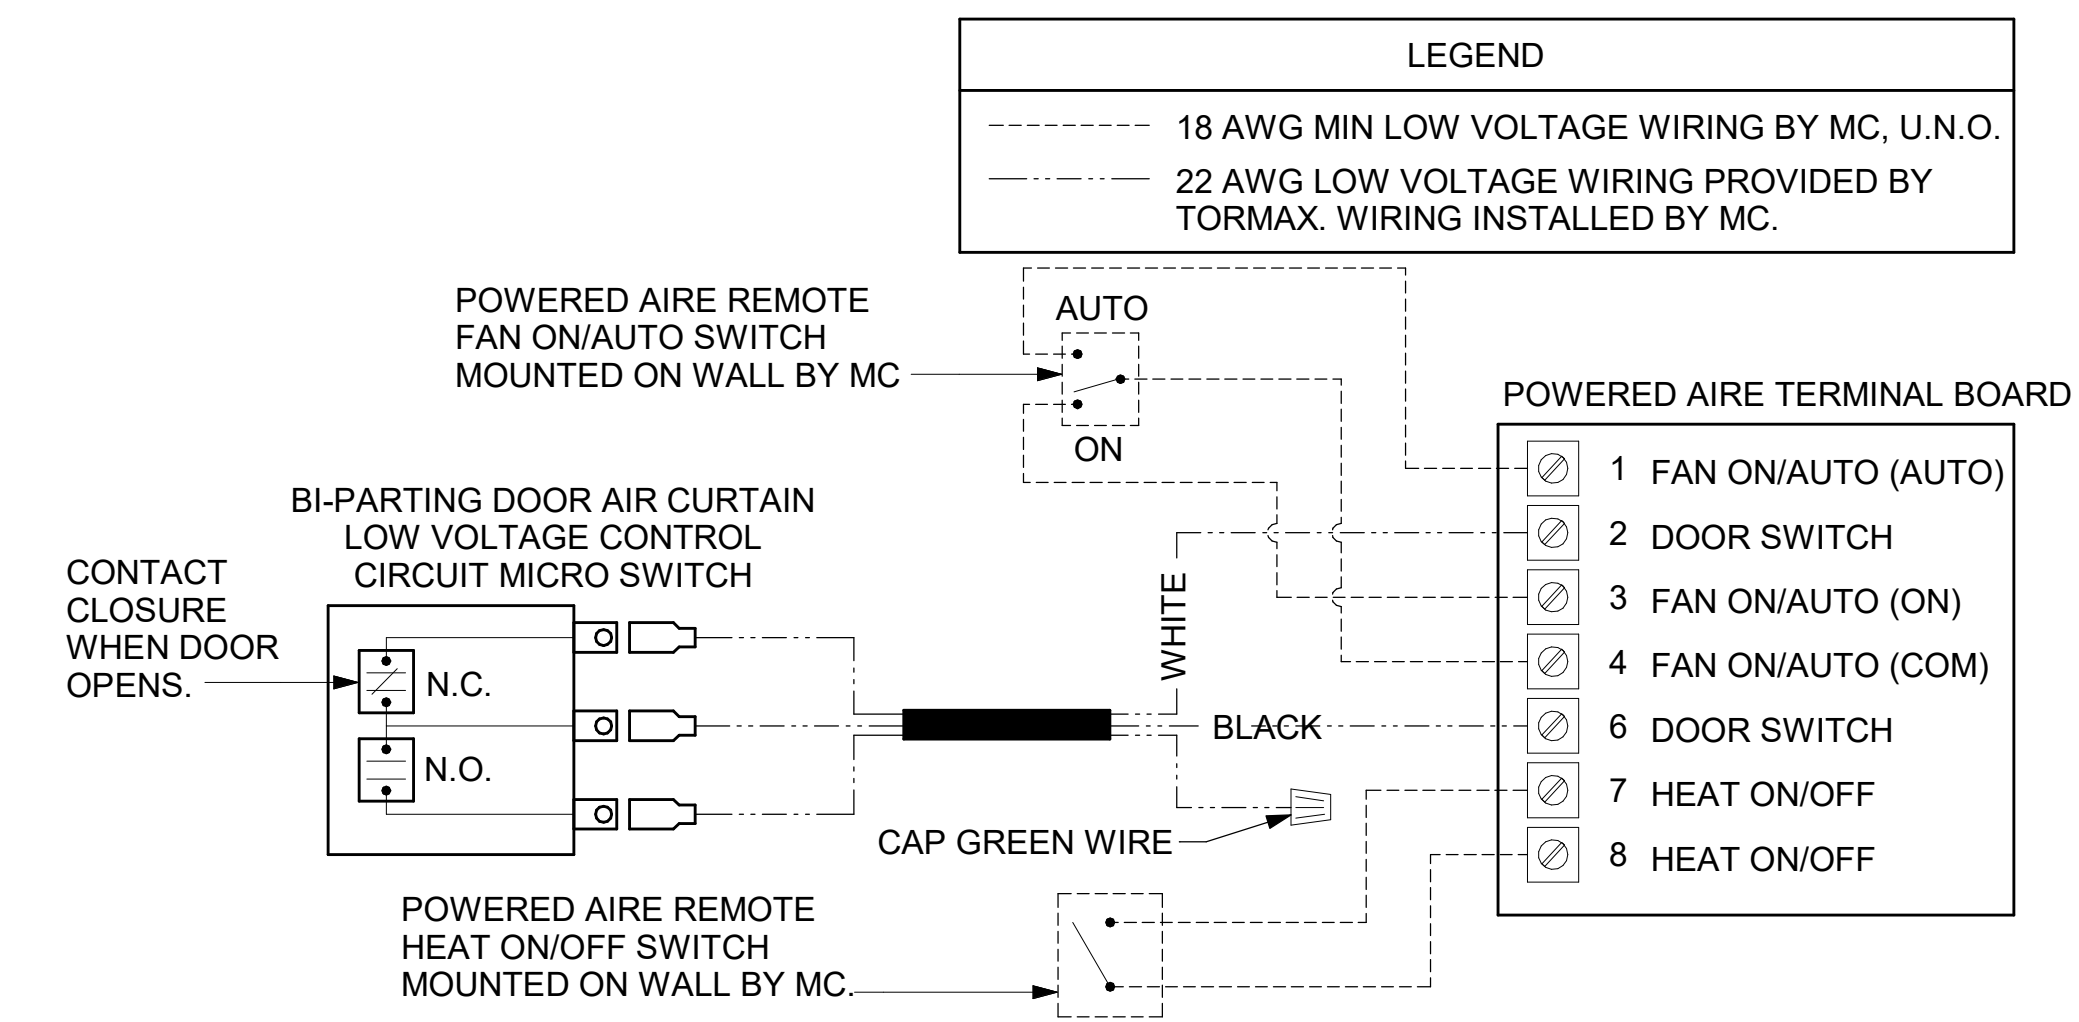 LEGEND
18 AWG MIN LOW VOLTAGE WIRING BY MC, U.N.O.
22 AWG LOW VOLTAGE WIRING PROVIDED BY
TORMAX. WIRING INSTALLED BY MC.
POWERED AIRE REMOTE
FAN ON/AUTO SWITCH
MOUNTED ON WALL BY MC
AUTO
ON
POWERED AIRE TERMINAL BOARD
1 FAN ON/AUTO (AUTO)
2 DOOR SWITCH
3 FAN ON/AUTO (ON)
4 FAN ON/AUTO (COM)
6 DOOR SWITCH
7 HEAT ON/OFF
8 HEAT ON/OFF
BI-PARTING DOOR AIR CURTAIN
LOW VOLTAGE CONTROL
CIRCUIT MICRO SWITCH
CONTACT
CLOSURE
WHEN DOOR
OPENS.
N.C.
N.O.
WHITE
BLACK
CAP GREEN WIRE
POWERED AIRE REMOTE
HEAT ON/OFF SWITCH
MOUNTED ON WALL BY MC.